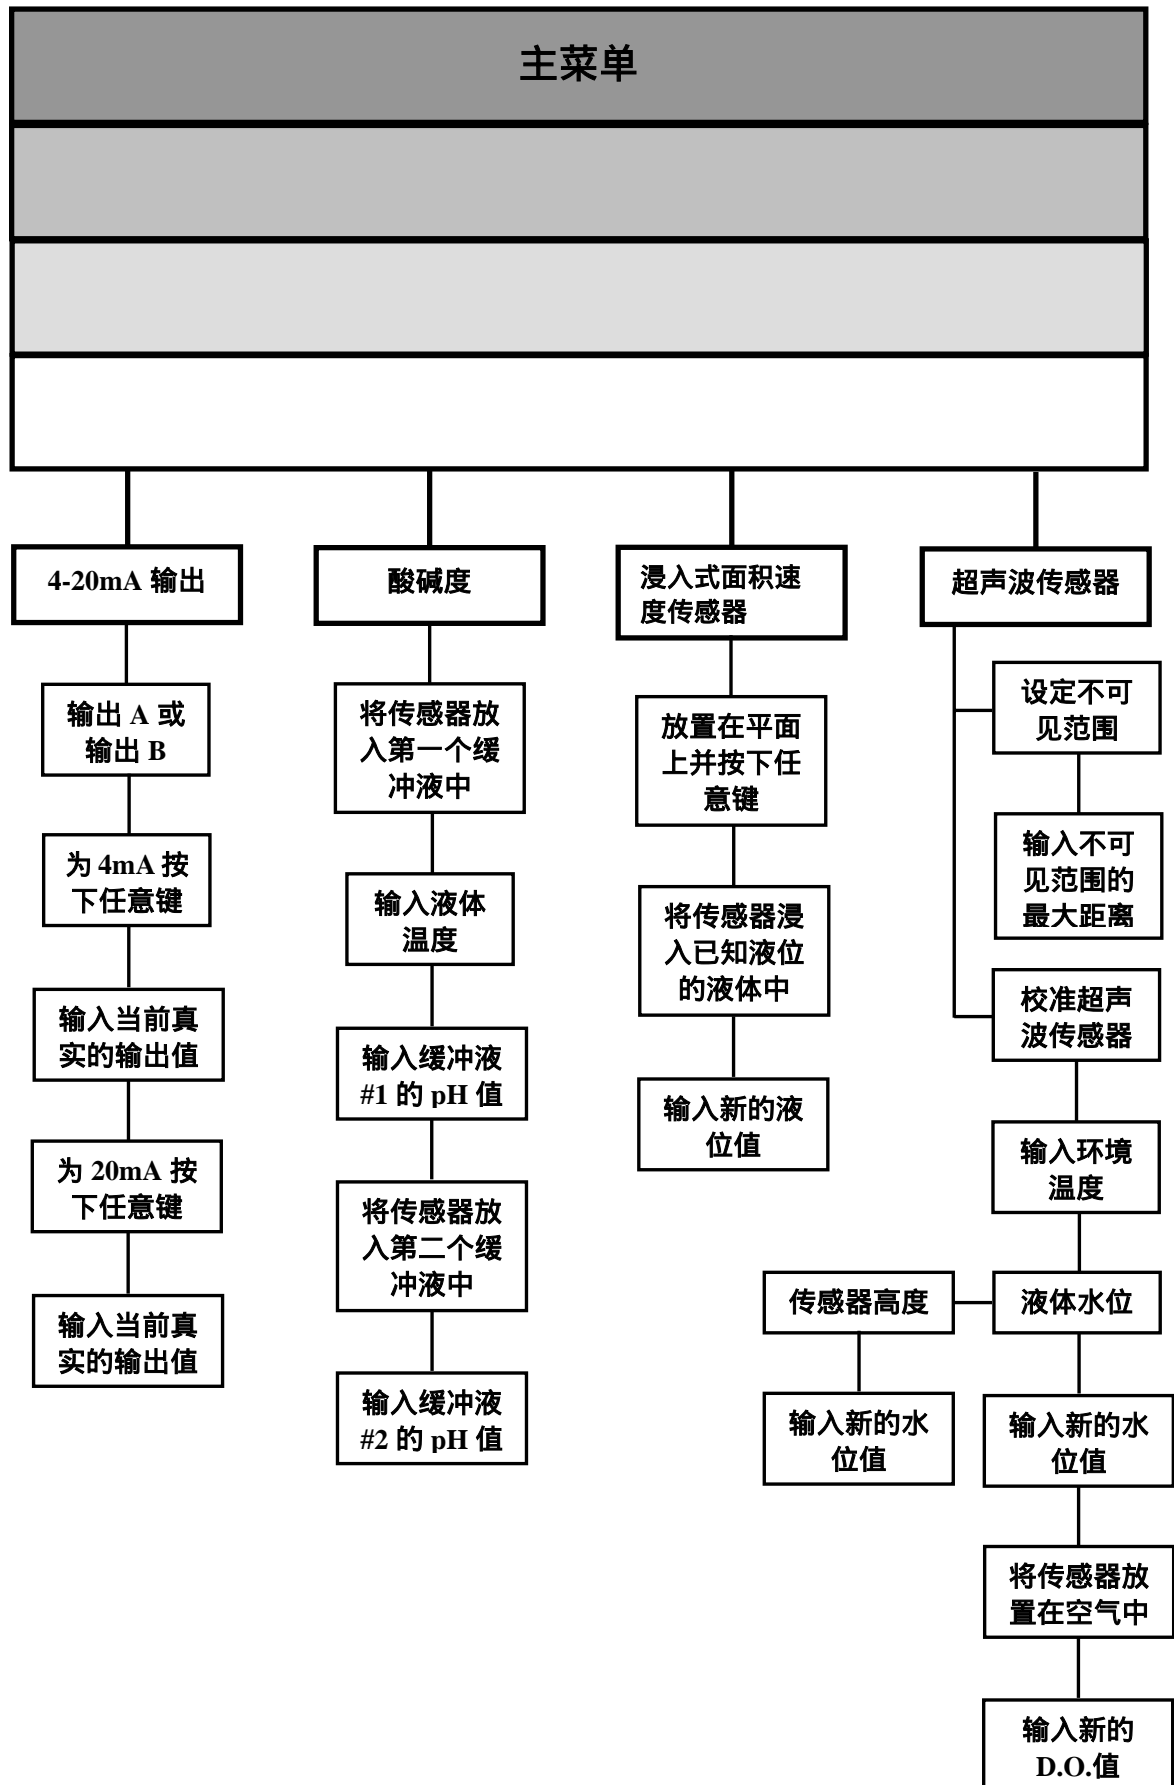 主菜单
4-20mA 输出
输出 A 或
输出 B
为 4mA 按
下任意键
输入当前真
实的输出值
为 20mA 按
下任意键
输入当前真
实的输出值
酸碱度
将传感器放
入第一个缓
冲液中
输入液体
温度
输入缓冲液
#1 的 pH 值
将传感器放
入第二个缓
冲液中
输入缓冲液
#2 的 pH 值
浸入式面积速
度传感器
放置在平面
上并按下任
意键
将传感器浸
入已知液位
的液体中
输入新的液
位值
超声波传感器
设定不可
见范围
输入不可
见范围的
最大距离
校准超声
波传感器
输入环境
温度
液体水位
传感器高度
输入新的水
位值
输入新的水
位值
将传感器放
置在空气中
输入新的
D.O.值